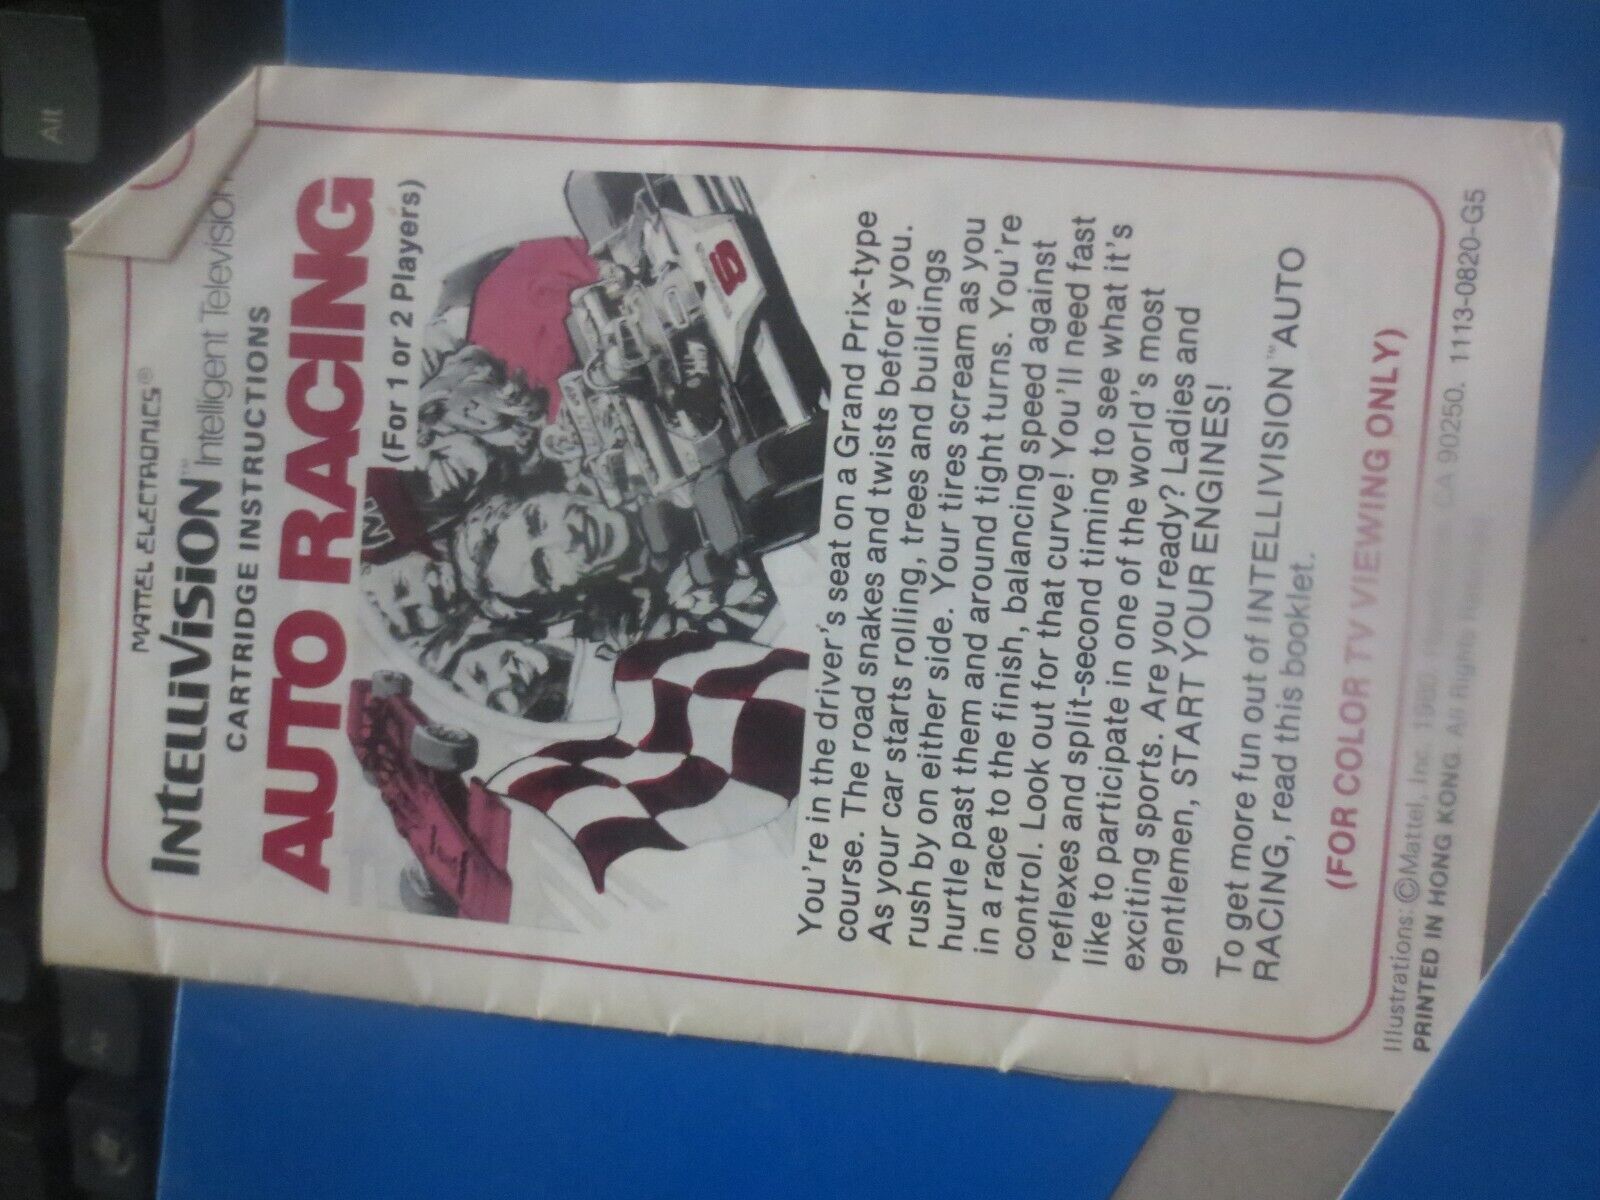 MATTEL ELECTRONICS®
INTELLIVISION™ Intelligent Television
CARTRIDGE INSTRUCTIONS
AUTO RACING
(For 1 or 2 Players)
8
You're in the driver's seat on a Grand Prix-type
course. The road snakes and twists before you.
As your car starts rolling, trees and buildings
rush by on either side. Your tires scream as you
hurtle past them and around tight turns. You're
in a race to the finish, balancing speed against
control. Look out for that curve! You'll need fast
reflexes and split-second timing to see what it's
like to participate in one of the world's most
exciting sports. Are you ready? Ladies and
gentlemen, START YOUR ENGINES!
To get more fun out of INTELLIVISION™ AUTO
RACING, read this booklet.
(FOR COLOR TV VIEWING ONLY)
Illustrations: © Mattel, Inc. 1980. CA 90250. 1113-0820-G5
PRINTED IN HONG KONG. All Rights
Alt